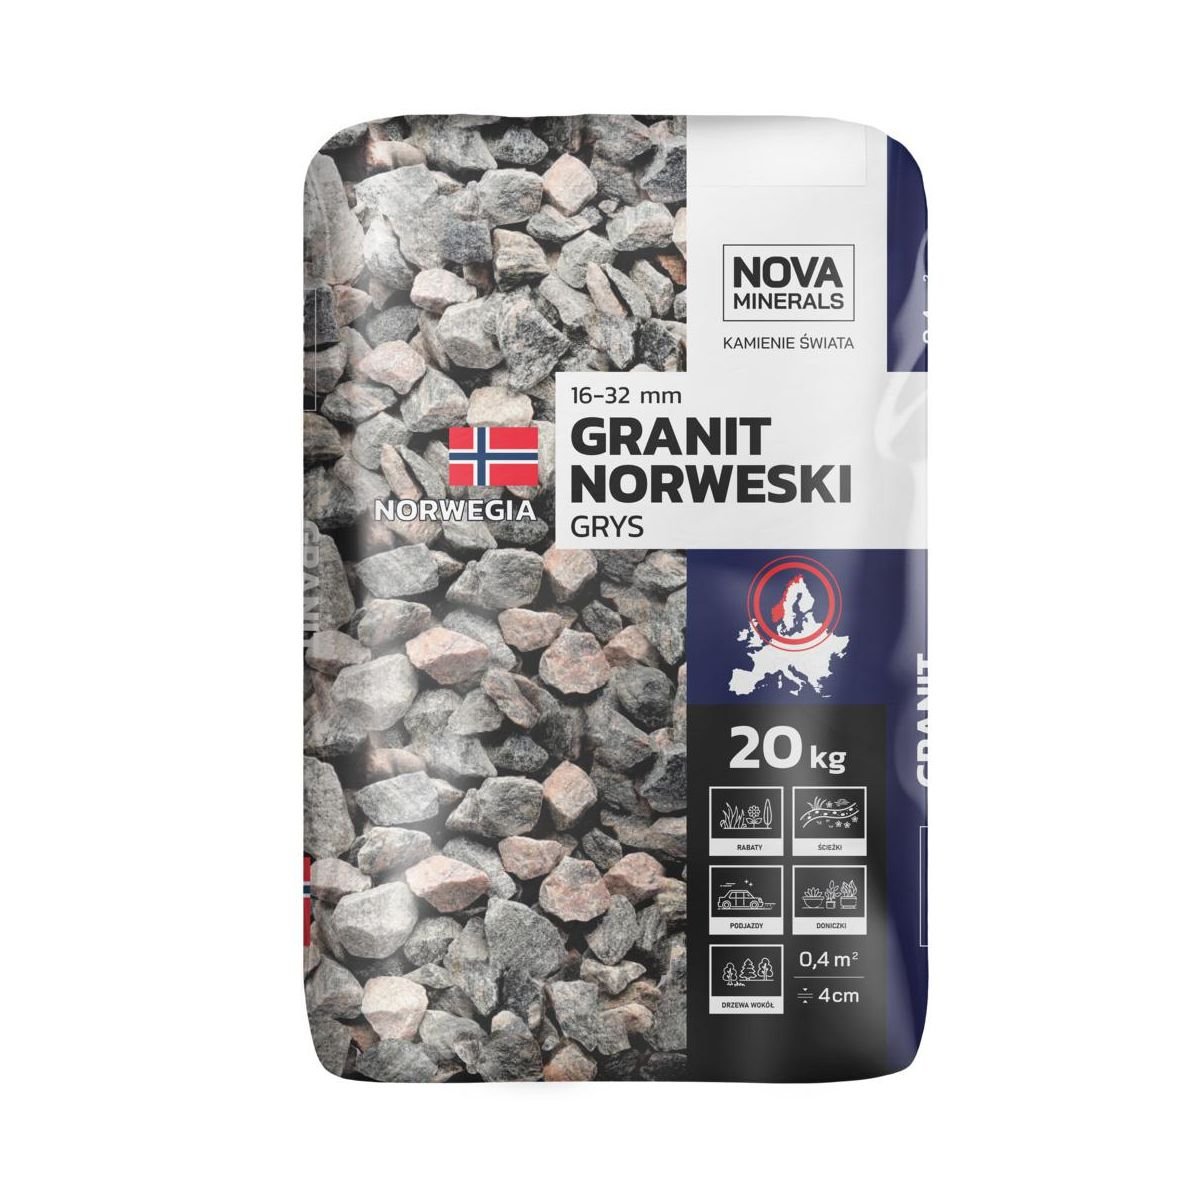 NOVA
MINERALS
KAMIENIE ŚWIATA
16-32 mm
GRANIT
NORWESKI
GRYS
NORWEGIA
20 kg
RABATY
ŚCIEŻKI
PODJAZDY
DONICZKI
DRZEWA WOKÓŁ
0,4 m²
4cm
GRANIT
GRANI